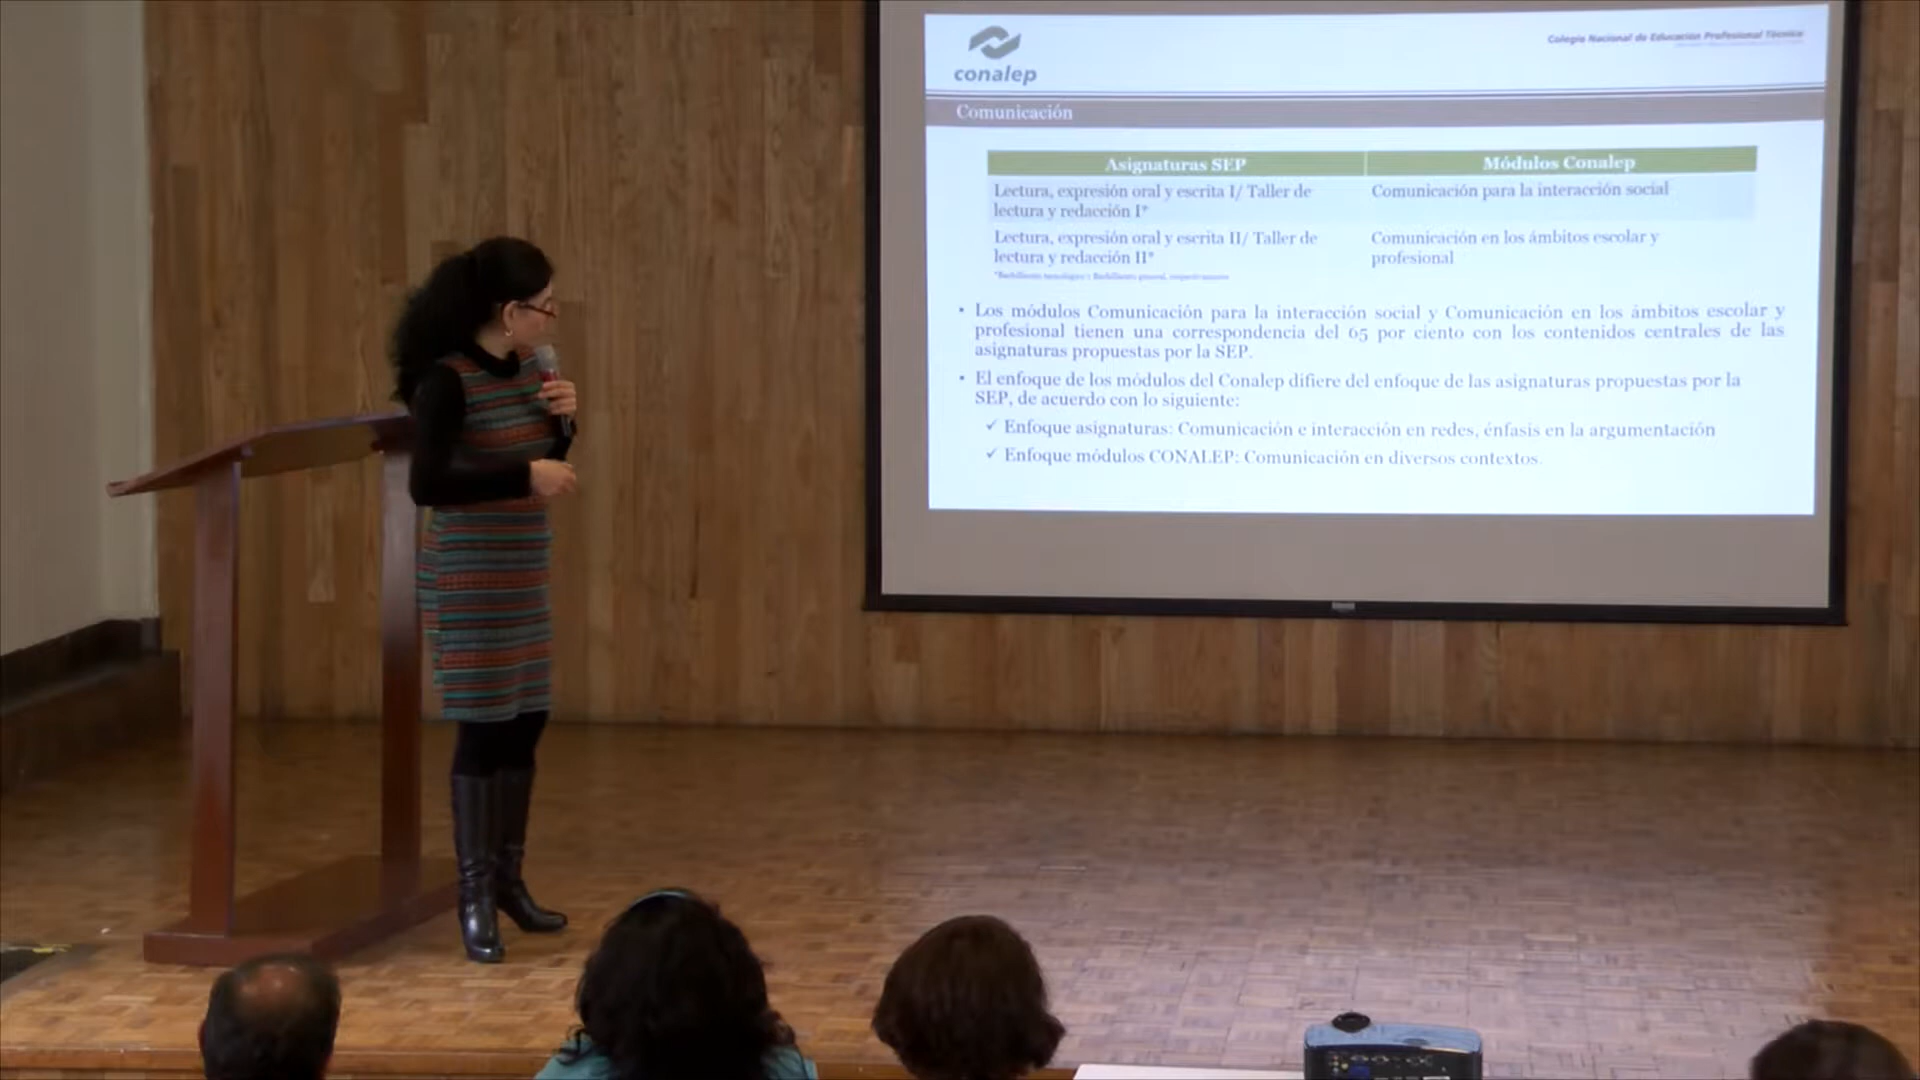 conalep
Colegio Nacional de Educación Profesional Técnica
Comunicación
Asignaturas SEP
Módulos Conalep
Lectura, expresión oral y escrita I/ Taller de
lectura y redacción I*
Comunicación para la interacción social
Lectura, expresión oral y escrita II/ Taller de
lectura y redacción II*
Comunicación en los ámbitos escolar y
profesional
*Bachillerato tecnológico y Bachillerato general, respectivamente
• Los módulos Comunicación para la interacción social y Comunicación en los ámbitos escolar y
profesional tienen una correspondencia del 65 por ciento con los contenidos centrales de las
asignaturas propuestas por la SEP.
• El enfoque de los módulos del Conalep difiere del enfoque de las asignaturas propuestas por la
SEP, de acuerdo con lo siguiente:
✓ Enfoque asignaturas: Comunicación e interacción en redes, énfasis en la argumentación
✓ Enfoque módulos CONALEP: Comunicación en diversos contextos.